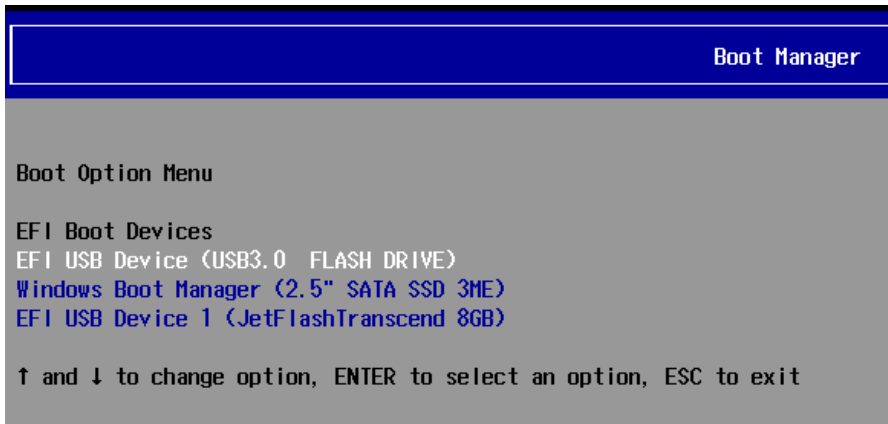 Boot Manager
Boot Option Menu
EFI Boot Devices
EFI USB Device (USB3.0  FLASH DRIVE)
Windows Boot Manager (2.5" SATA SSD 3ME)
EFI USB Device 1 (JetFlashTranscend 8GB)
↑ and ↓ to change option, ENTER to select an option, ESC to exit